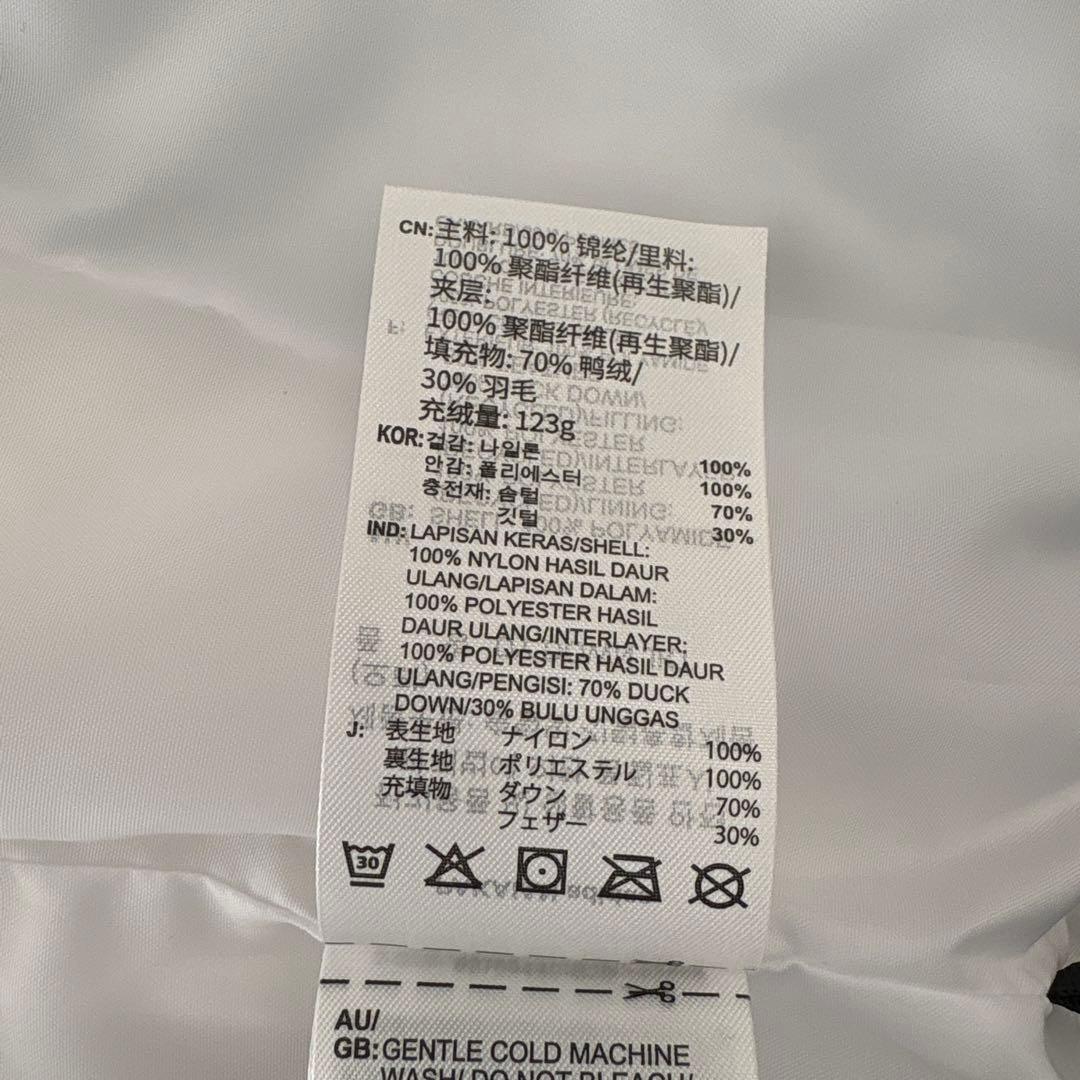 CN: 主料: 100% 锦纶/里料:
100% 聚酯纤维(再生聚酯)/
夹层:
100% 聚酯纤维(再生聚酯)/
填充物: 70% 鸭绒/
30% 羽毛
充绒量: 123g
KOR: 겉감: 나일론 100%
안감: 폴리에스터 100%
충전재: 솜털 70%
깃털 30%
IND: LAPISAN KERAS/SHELL:
100% NYLON HASIL DAUR
ULANG/LAPISAN DALAM:
100% POLYESTER HASIL
DAUR ULANG/INTERLAYER:
100% POLYESTER HASIL DAUR
ULANG/PENGISI: 70% DUCK
DOWN/30% BULU UNGGAS
J: 表生地 ナイロン 100%
裏生地 ポリエステル 100%
充填物 ダウン 70%
フェザー 30%
30
AU/
GB: GENTLE COLD MACHINE
WASH/ DO NOT BLEACH/